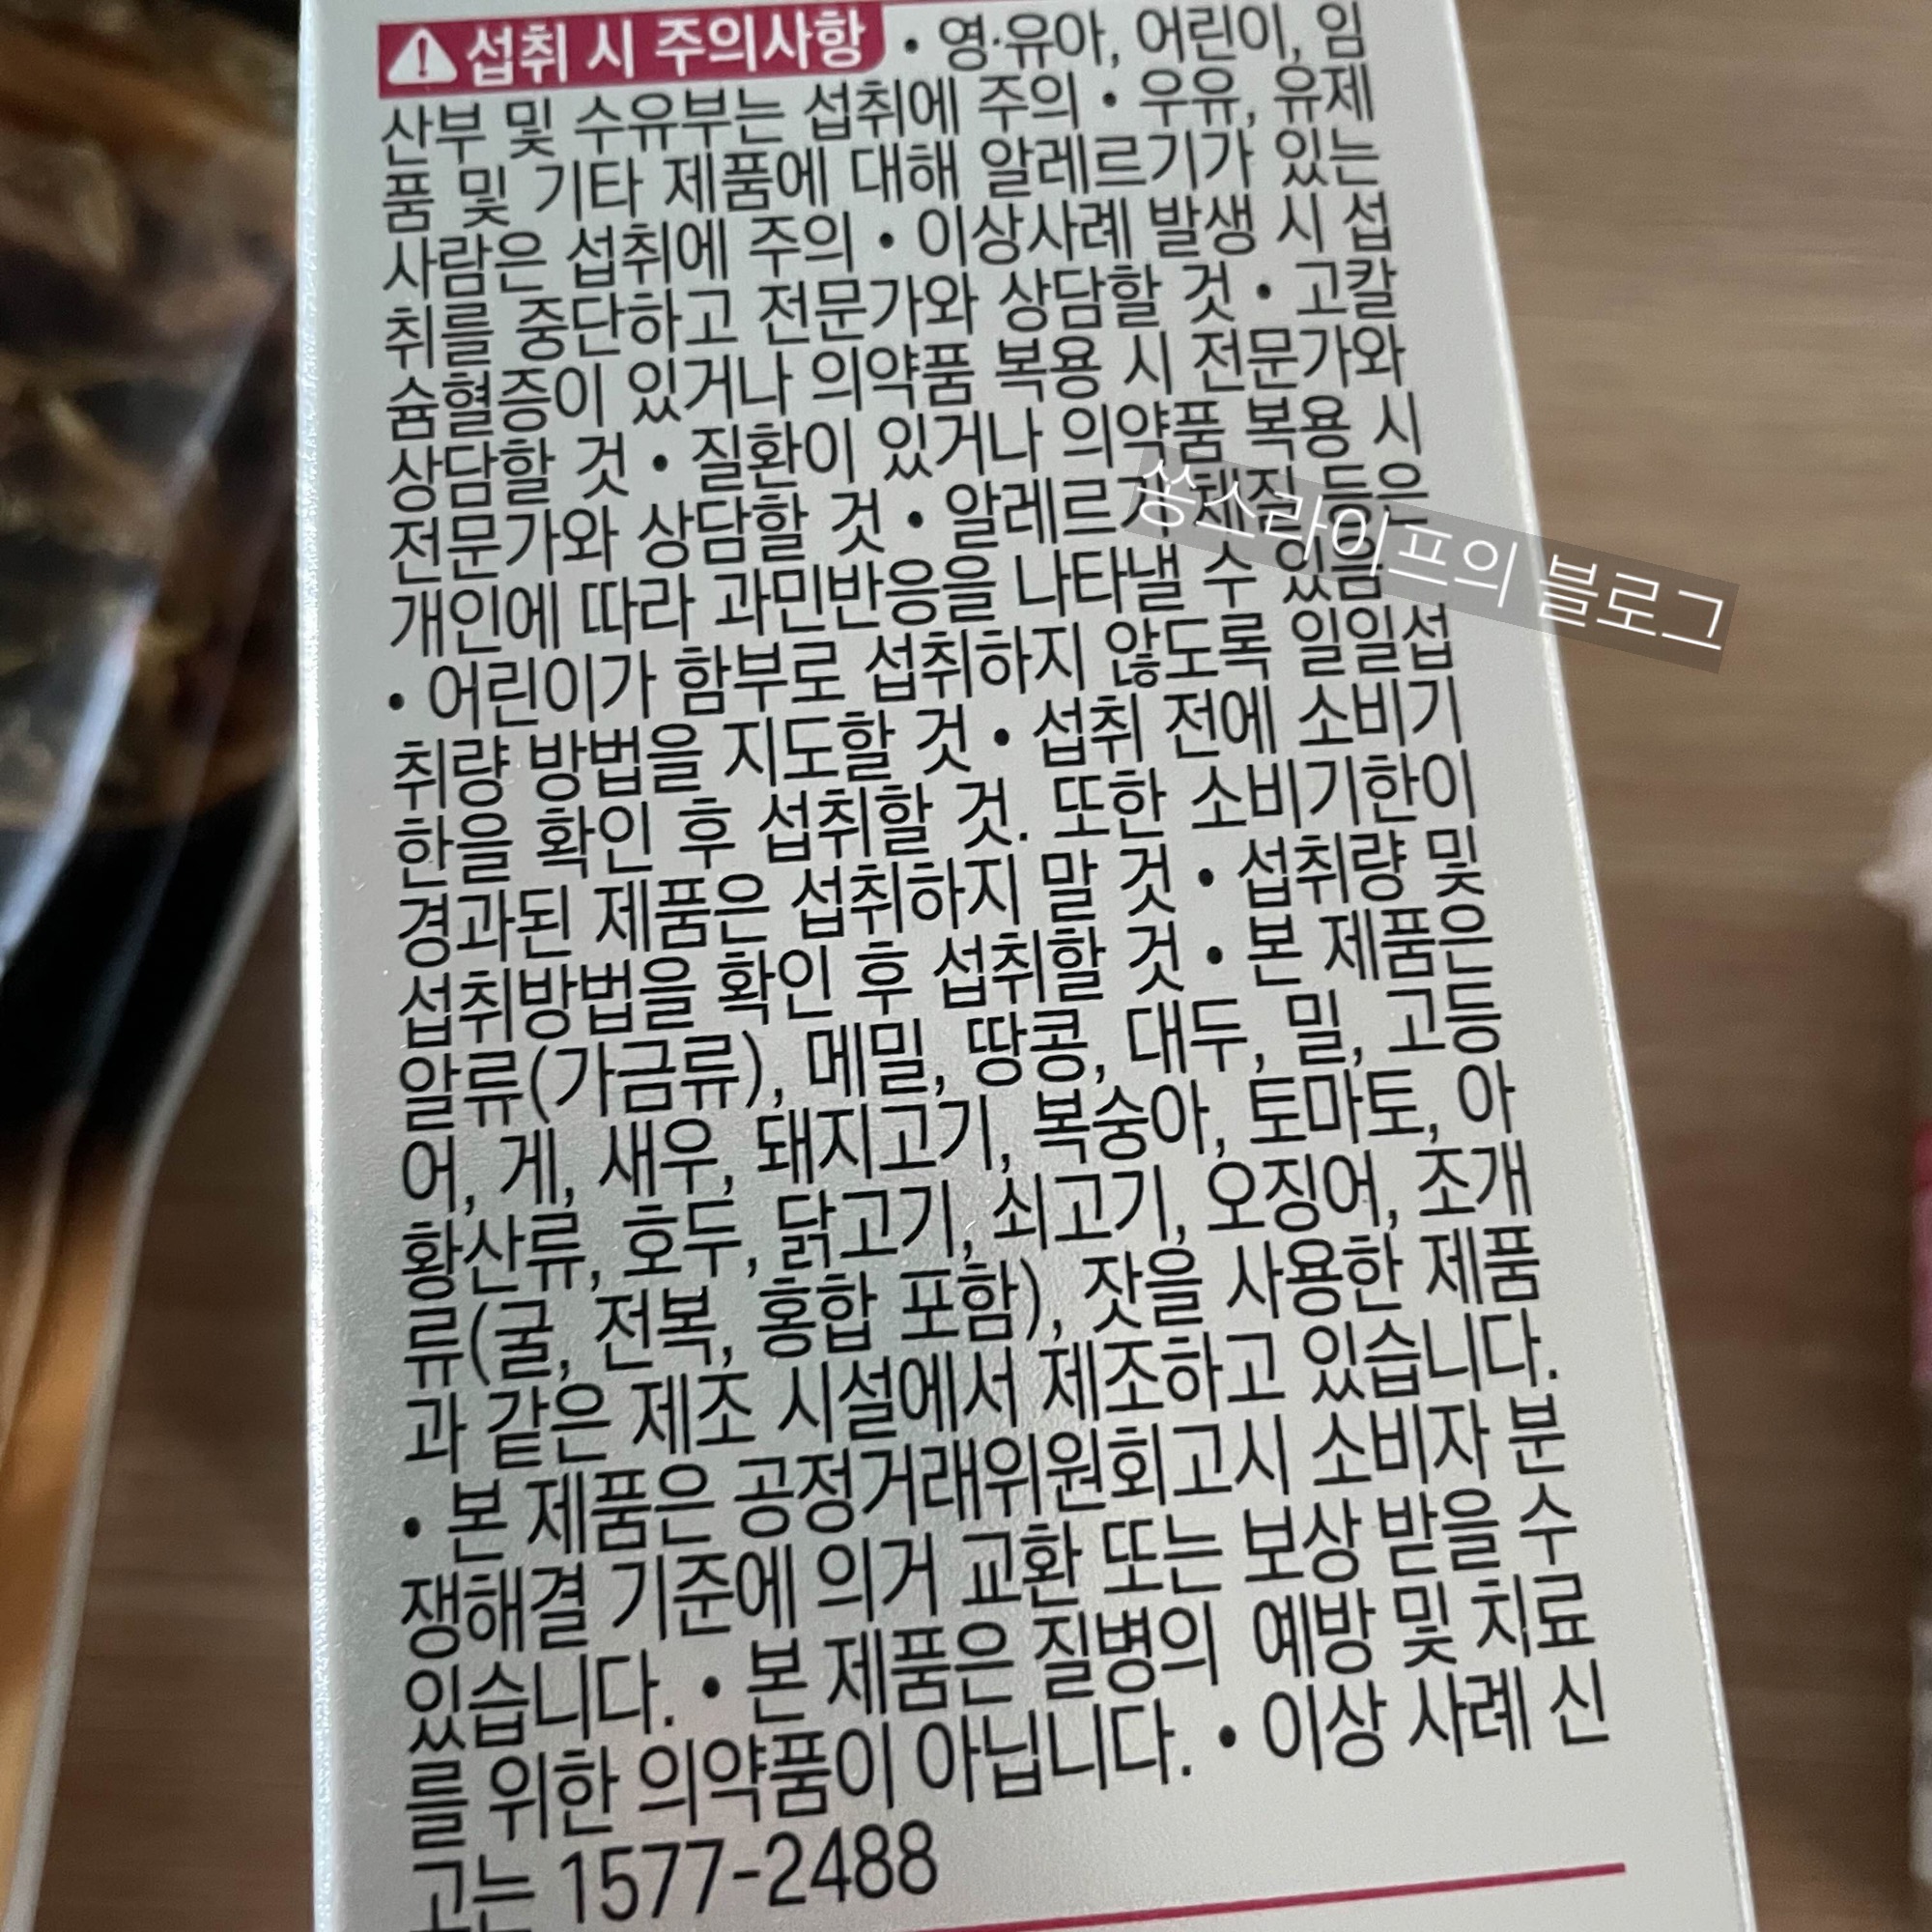 섭취 시 주의사항 • 영·유아, 어린이, 임
산부 및 수유부는 섭취에 주의 • 우유, 유제
품 및 기타 제품에 대해 알레르기가 있는
사람은 섭취에 주의 • 이상사례 발생 시 섭
취를 중단하고 전문가와 상담할 것 • 고칼
슘혈증이 있거나 의약품 복용 시 전문가와
상담할 것 • 질환이 있거나 의약품 복용 시
전문가와 상담할 것 • 알레르기 체질 등은
개인에 따라 과민반응을 나타낼 수 있음
• 어린이가 함부로 섭취하지 않도록 일일섭
취량 방법을 지도할 것 • 섭취 전에 소비기
한을 확인 후 섭취할 것. 또한 소비기한이
경과된 제품은 섭취하지 말 것 • 섭취량 및
섭취방법을 확인 후 섭취할 것 • 본 제품은
알류(가금류), 메밀, 땅콩, 대두, 밀, 고등
어, 게, 새우, 돼지고기, 복숭아, 토마토, 아
황산류, 호두, 닭고기, 쇠고기, 오징어, 조개
류(굴, 전복, 홍합 포함), 잣을 사용한 제품
과 같은 제조 시설에서 제조하고 있습니다.
• 본 제품은 공정거래위원회고시 소비자 분
쟁해결 기준에 의거 교환 또는 보상 받을 수
있습니다. • 본 제품은 질병의 예방 및 치료
를 위한 의약품이 아닙니다. • 이상 사례 신
고는 1577-2488
쏭스라이프의 블로그